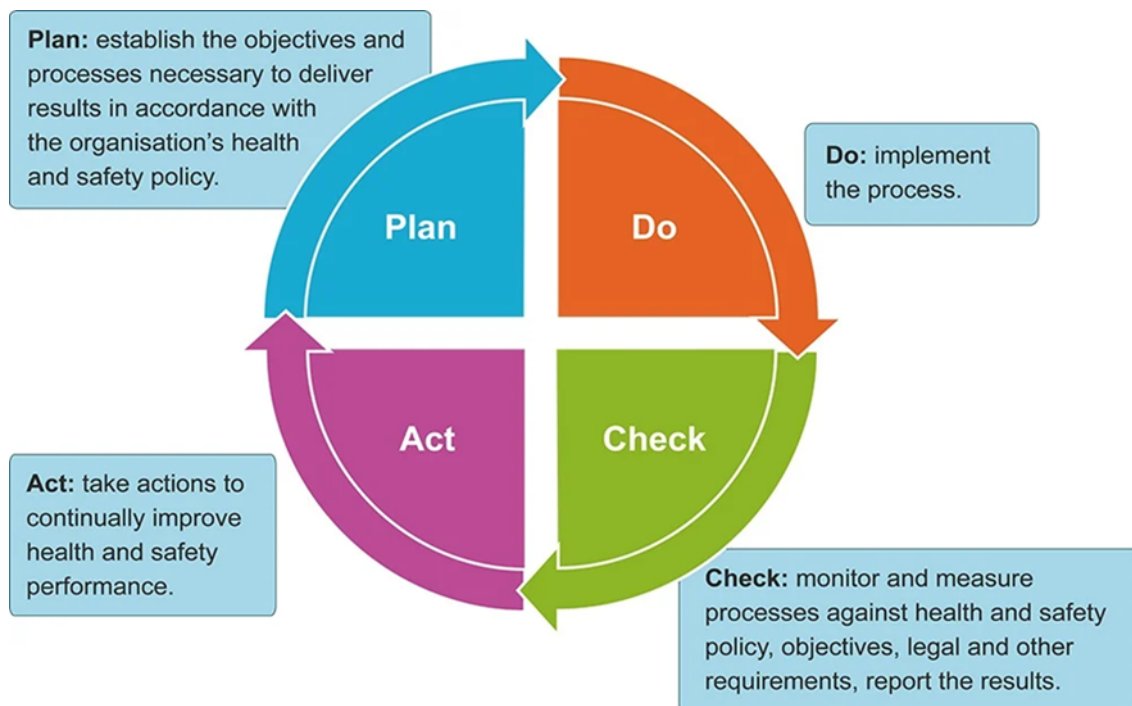 Plan: establish the objectives and
processes necessary to deliver
results in accordance with
the organisation's health
and safety policy.
Plan
Do
Do: implement
the process.
Act
Check
Act: take actions to
continually improve
health and safety
performance.
Check: monitor and measure
processes against health and safety
policy, objectives, legal and other
requirements, report the results.